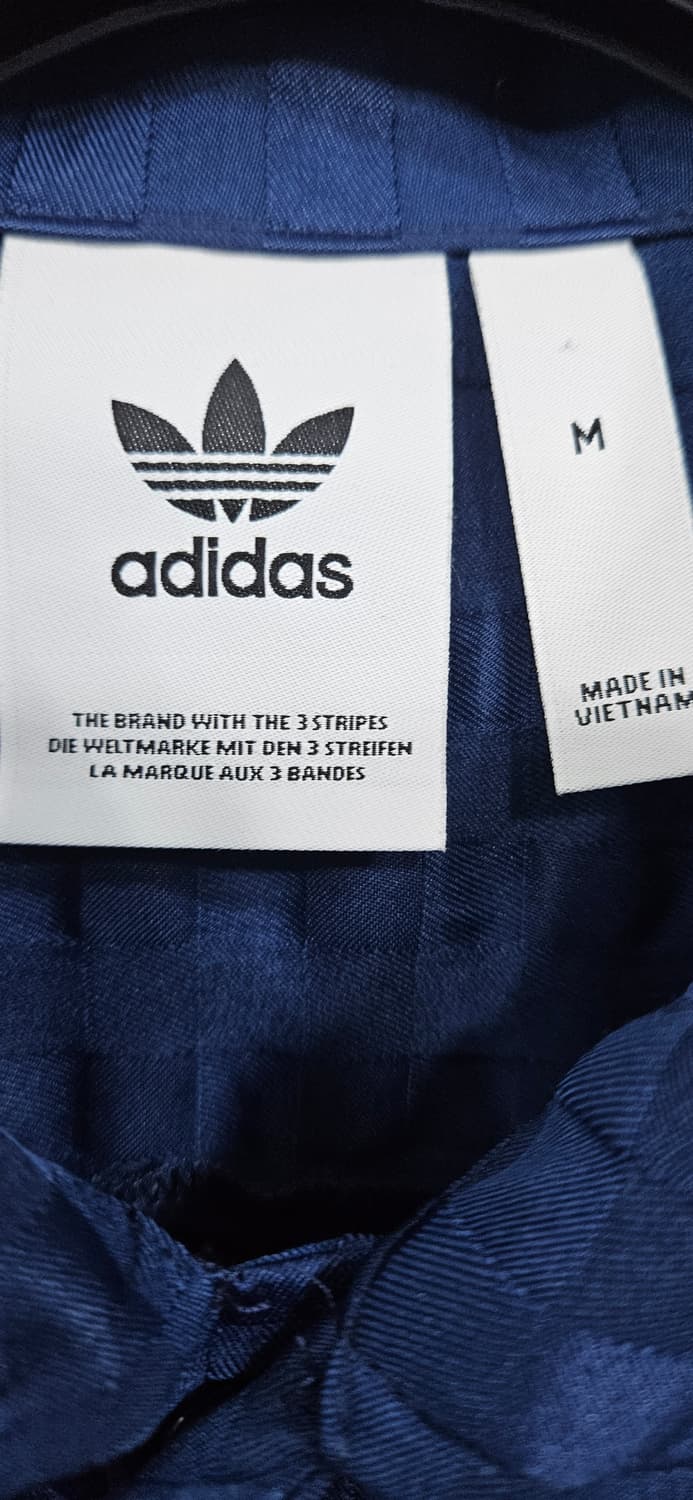 adidas
THE BRAND WITH THE 3 STRIPES
DIE WELTMARKE MIT DEN 3 STREIFEN
LA MARQUE AUX 3 BANDES
M
MADE IN
VIETNAM